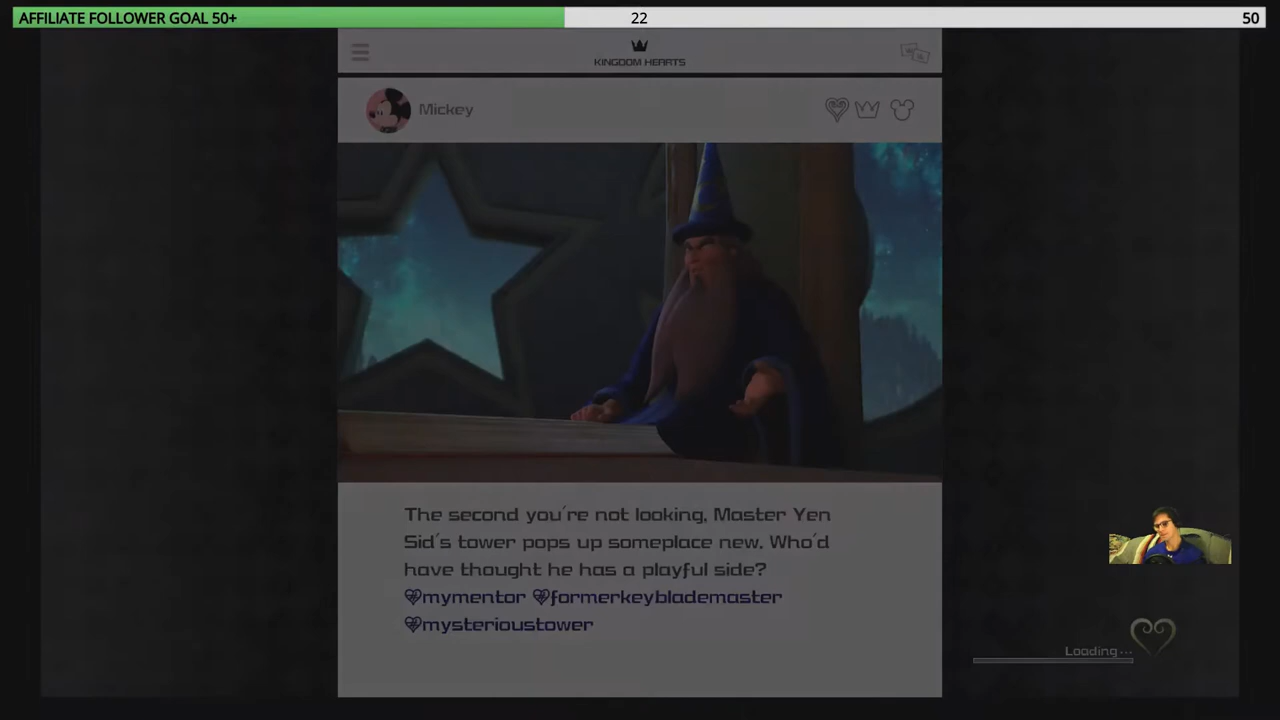 AFFILIATE FOLLOWER GOAL 50+ 22 50
KINGDOM HEARTS
Mickey
The second you're not looking, Master Yen
Sid's tower pops up someplace new. Who'd
have thought he has a playful side?
mymentor formerkeyblademaster
mysterioustower
Loading...